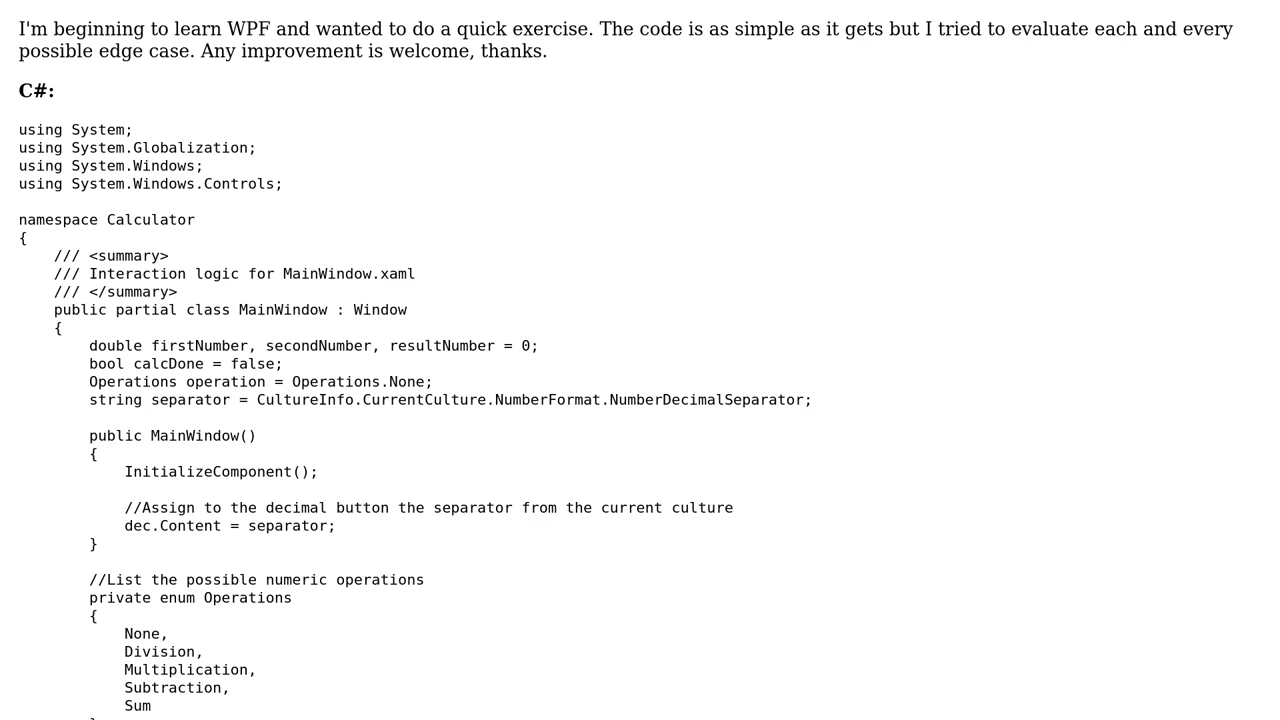 I'm beginning to learn WPF and wanted to do a quick exercise. The code is as simple as it gets but I tried to evaluate each and every
possible edge case. Any improvement is welcome, thanks.
C#:
using System;
using System.Globalization;
using System.Windows;
using System.Windows.Controls;
namespace Calculator
{
    /// <summary>
    /// Interaction logic for MainWindow.xaml
    /// </summary>
    public partial class MainWindow : Window
    {
        double firstNumber, secondNumber, resultNumber = 0;
        bool calcDone = false;
        Operations operation = Operations.None;
        string separator = CultureInfo.CurrentCulture.NumberFormat.NumberDecimalSeparator;
        public MainWindow()
        {
            InitializeComponent();
            //Assign to the decimal button the separator from the current culture
            dec.Content = separator;
        }
        //List the possible numeric operations
        private enum Operations
        {
            None,
            Division,
            Multiplication,
            Subtraction,
            Sum